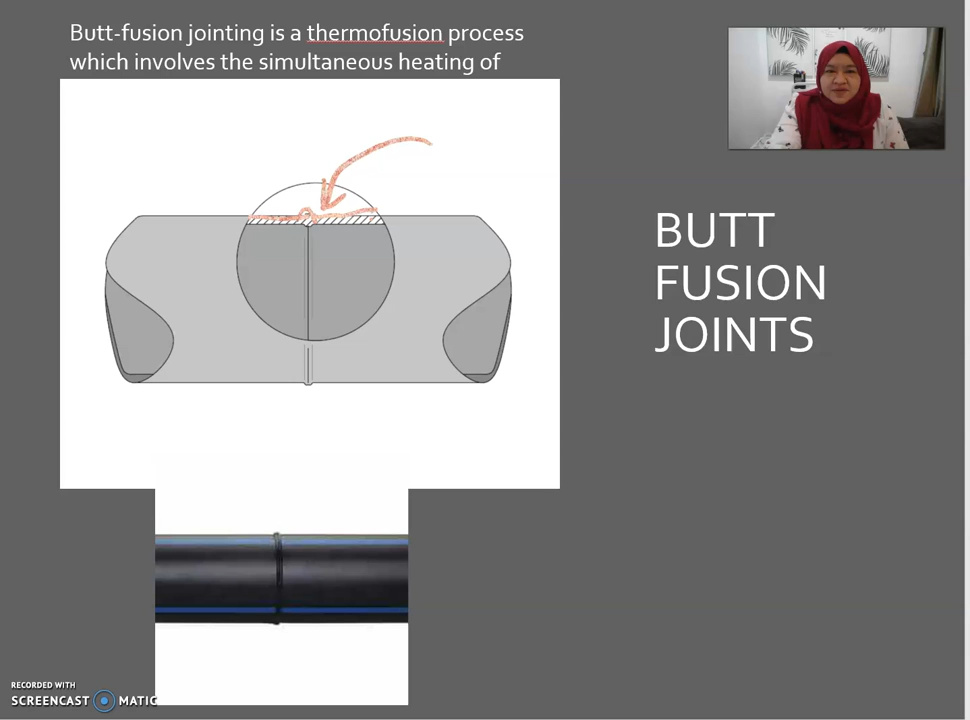 Butt-fusion jointing is a thermofusion process
which involves the simultaneous heating of
BUTT
FUSION
JOINTS
RECORDED WITH
SCREENCAST MATIC